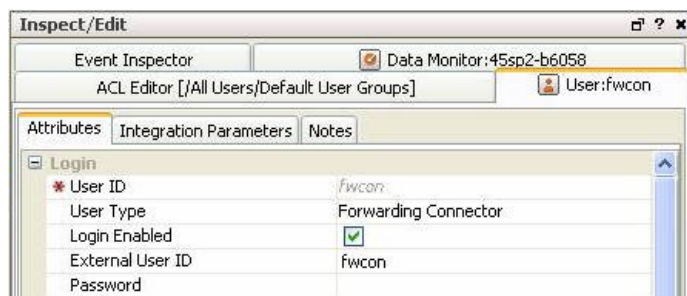 Inspect/Edit
Event Inspector
Data Monitor:45sp2-b6058
ACL Editor [/All Users/Default User Groups]
User:fwcon
Attributes
Integration Parameters
Notes
Login
* User ID fwcon
User Type Forwarding Connector
Login Enabled
External User ID fwcon
Password